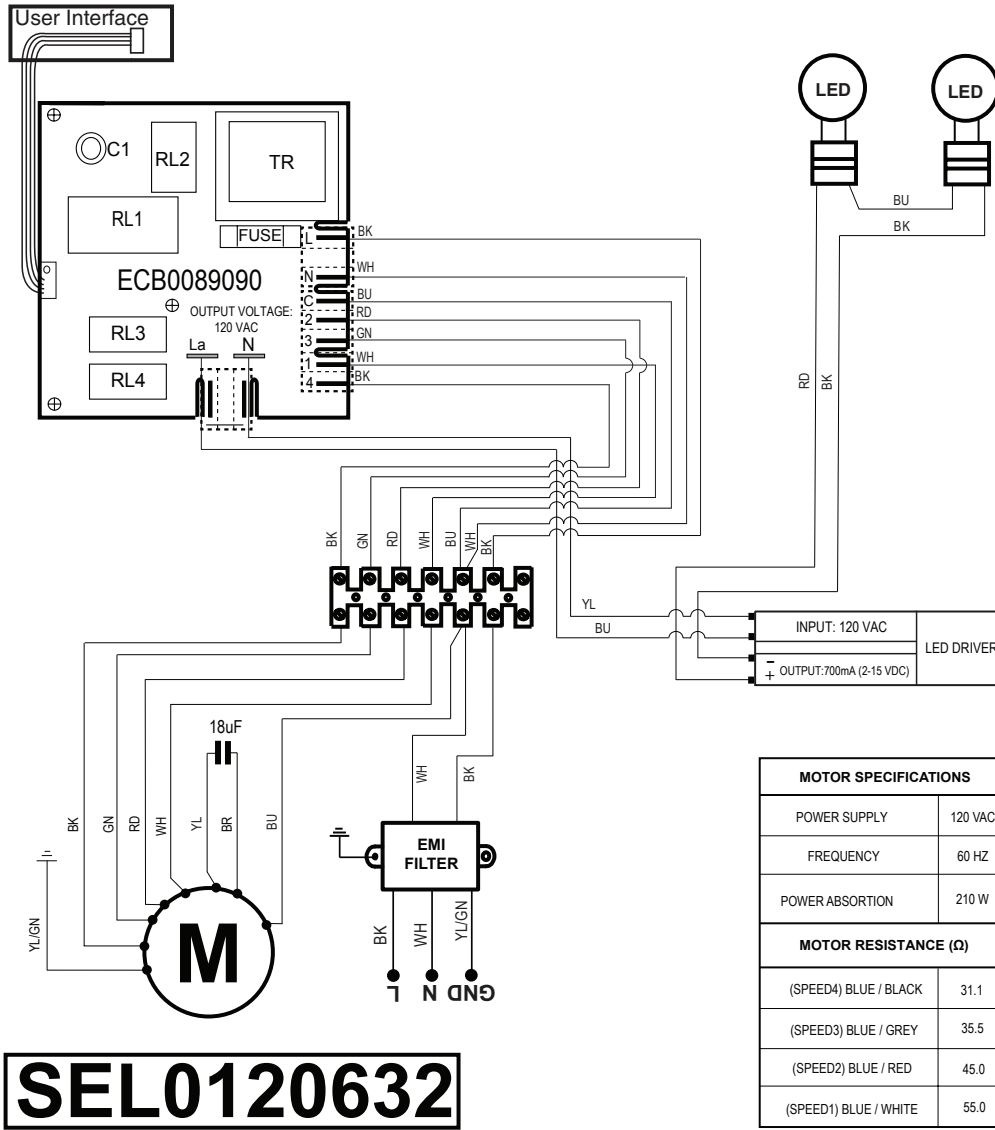 User Interface
LED
LED
C1
RL2
TR
RL1
FUSE
L
BK
BU
BK
N
WH
ECB0089090
C
BU
OUTPUT VOLTAGE:
120 VAC
2
RD
RL3
3
GN
La
N
1
WH
RL4
4
BK
RD
BK
BK
GN
RD
WH
BU
WH
BK
YL
BU
INPUT: 120 VAC
LED DRIVER
-
+ OUTPUT:700mA (2-15 VDC)
18uF
BK
GN
RD
WH
YL
BR
BU
WH
BK
YL/GN
EMI
FILTER
BK
WH
YL/GN
L
N
GND
M
MOTOR SPECIFICATIONS
POWER SUPPLY 120 VAC
FREQUENCY 60 HZ
POWER ABSORTION 210 W
MOTOR RESISTANCE (Ω)
(SPEED4) BLUE / BLACK 31.1
(SPEED3) BLUE / GREY 35.5
(SPEED2) BLUE / RED 45.0
(SPEED1) BLUE / WHITE 55.0
SEL0120632